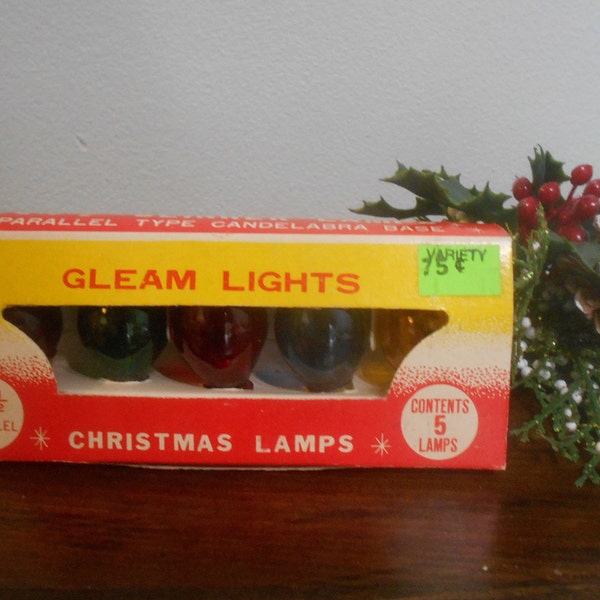 PARALLEL TYPE CANDELABRA BASE
GLEAM LIGHTS
VARIETY
75¢
CHRISTMAS LAMPS
CONTENTS
5
LAMPS